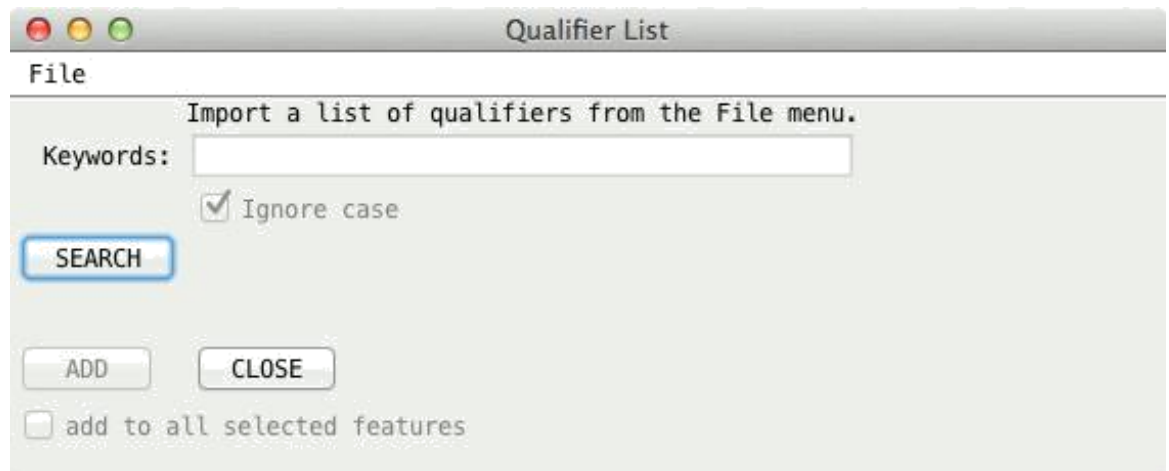 Qualifier List
File
Import a list of qualifiers from the File menu.
Keywords:
Ignore case
SEARCH
ADD CLOSE
add to all selected features